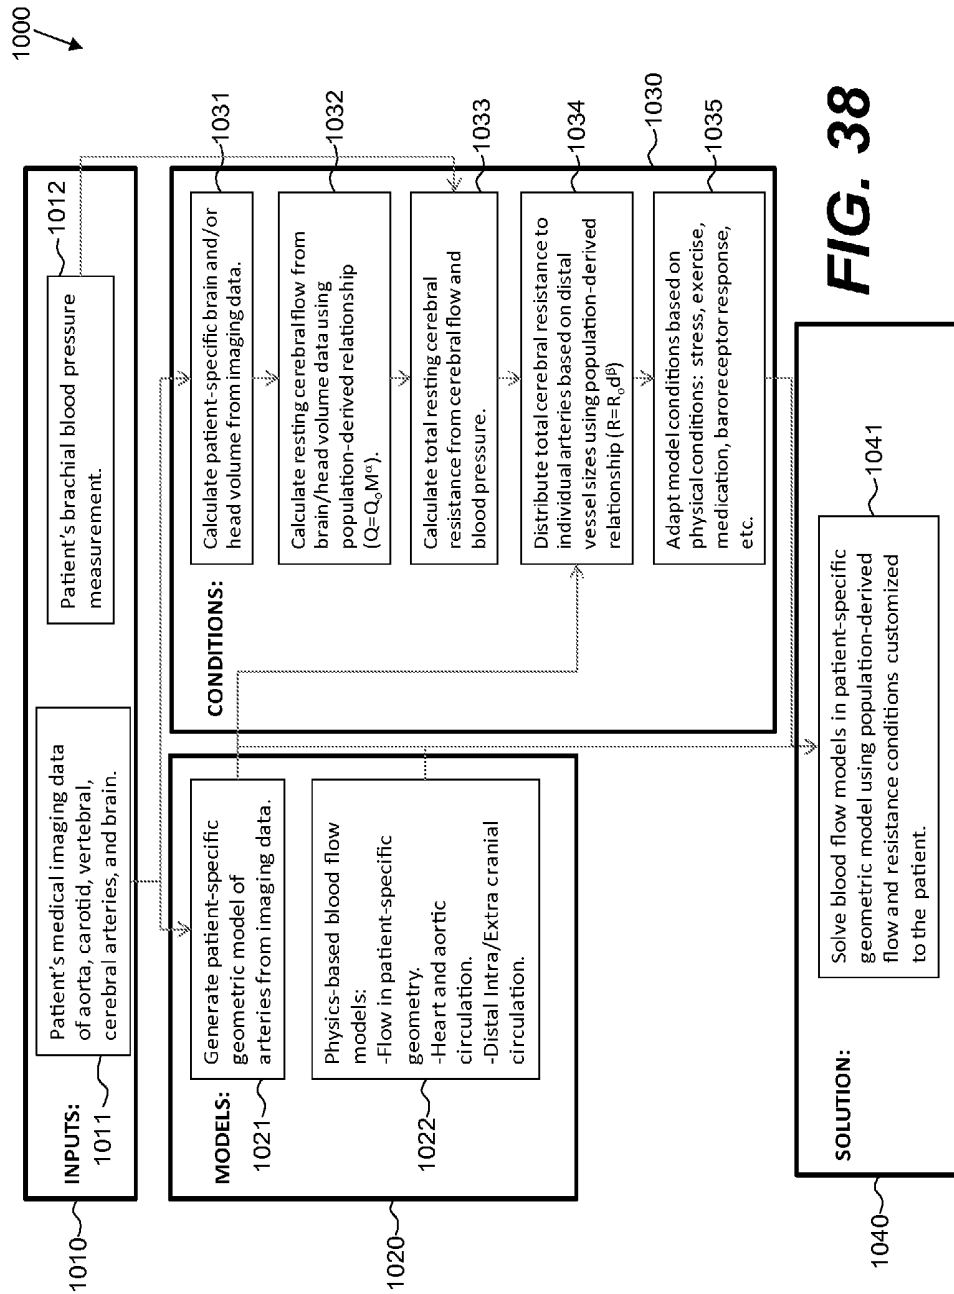 1000
INPUTS:
1010
1011
Patient's medical imaging data
of aorta, carotid, vertebral,
cerebral arteries, and brain.
1012
Patient's brachial blood pressure
measurement.
MODELS:
1020
1021
Generate patient-specific
geometric model of
arteries from imaging data.
1022
Physics-based blood flow
models:
-Flow in patient-specific
geometry.
-Heart and aortic
circulation.
-Distal Intra/Extra cranial
circulation.
CONDITIONS:
1030
1031
Calculate patient-specific brain and/or
head volume from imaging data.
1032
Calculate resting cerebral flow from
brain/head volume data using
population-derived relationship
(Q=QₒM^α).
1033
Calculate total resting cerebral
resistance from cerebral flow and
blood pressure.
1034
Distribute total cerebral resistance to
individual arteries based on distal
vessel sizes using population-derived
relationship (R=Rₒd^β)
1035
Adapt model conditions based on
physical conditions: stress, exercise,
medication, baroreceptor response,
etc.
SOLUTION:
1040
1041
Solve blood flow models in patient-specific
geometric model using population-derived
flow and resistance conditions customized
to the patient.
FIG. 38